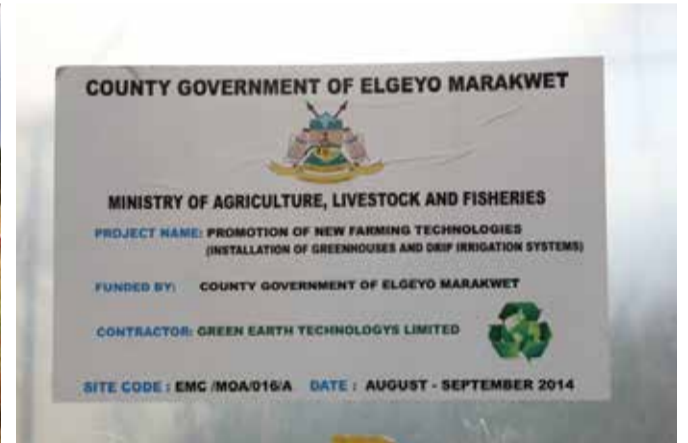 COUNTY GOVERNMENT OF ELGEYO MARAKWET
MINISTRY OF AGRICULTURE, LIVESTOCK AND FISHERIES
PROJECT NAME: PROMOTION OF NEW FARMING TECHNOLOGIES
(INSTALLATION OF GREENHOUSES AND DRIP IRRIGATION SYSTEMS)
FUNDED BY: COUNTY GOVERNMENT OF ELGEYO MARAKWET
CONTRACTOR: GREEN EARTH TECHNOLOGYS LIMITED
SITE CODE : EMC /MOA/016/A DATE : AUGUST - SEPTEMBER 2014